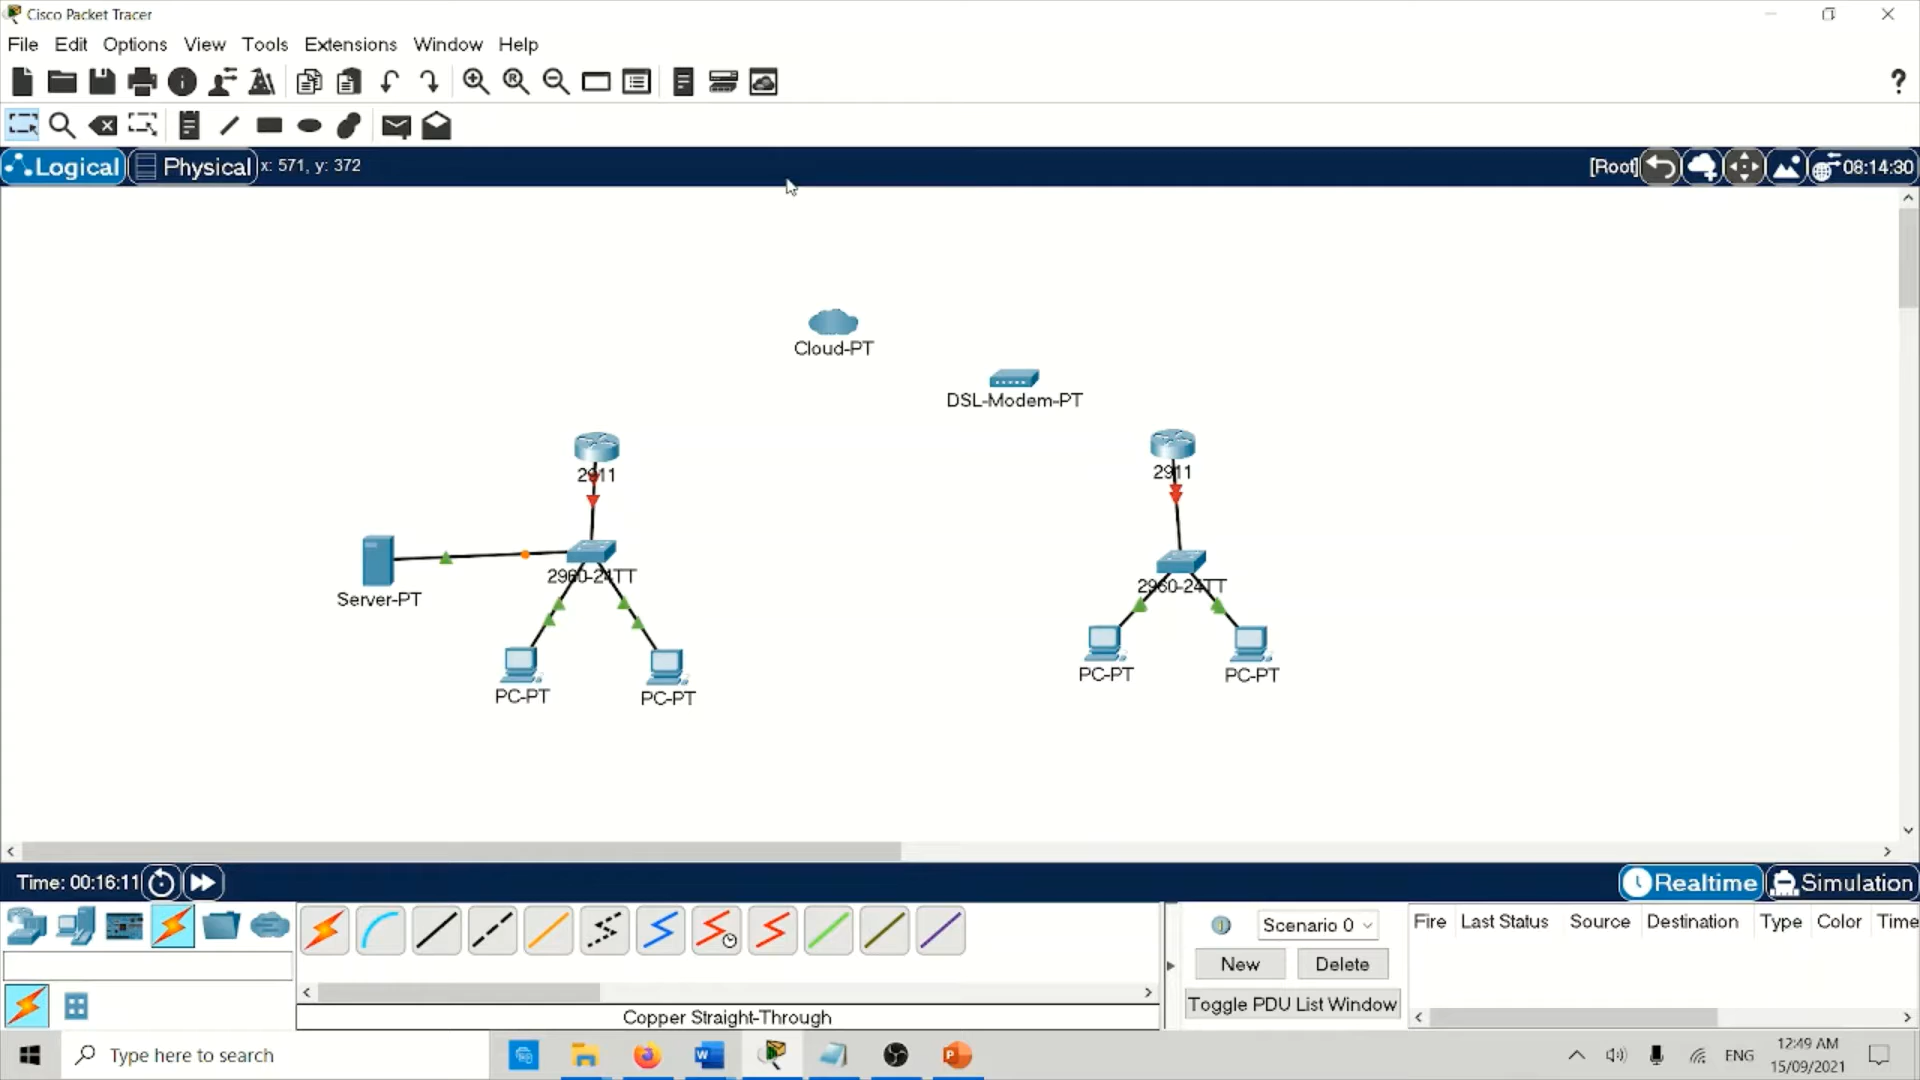 Cisco Packet Tracer
File Edit Options View Tools Extensions Window Help
?
Logical Physical x: 571, y: 372 [Root] 08:14:30
Cloud-PT
DSL-Modem-PT
2911
2911
2960-24TT
2960-24TT
Server-PT
PC-PT
PC-PT
PC-PT
PC-PT
Time: 00:16:11 Realtime Simulation
Scenario 0 Fire Last Status Source Destination Type Color Time
New Delete
Toggle PDU List Window
Copper Straight-Through
Type here to search
ENG
12:49 AM
15/09/2021